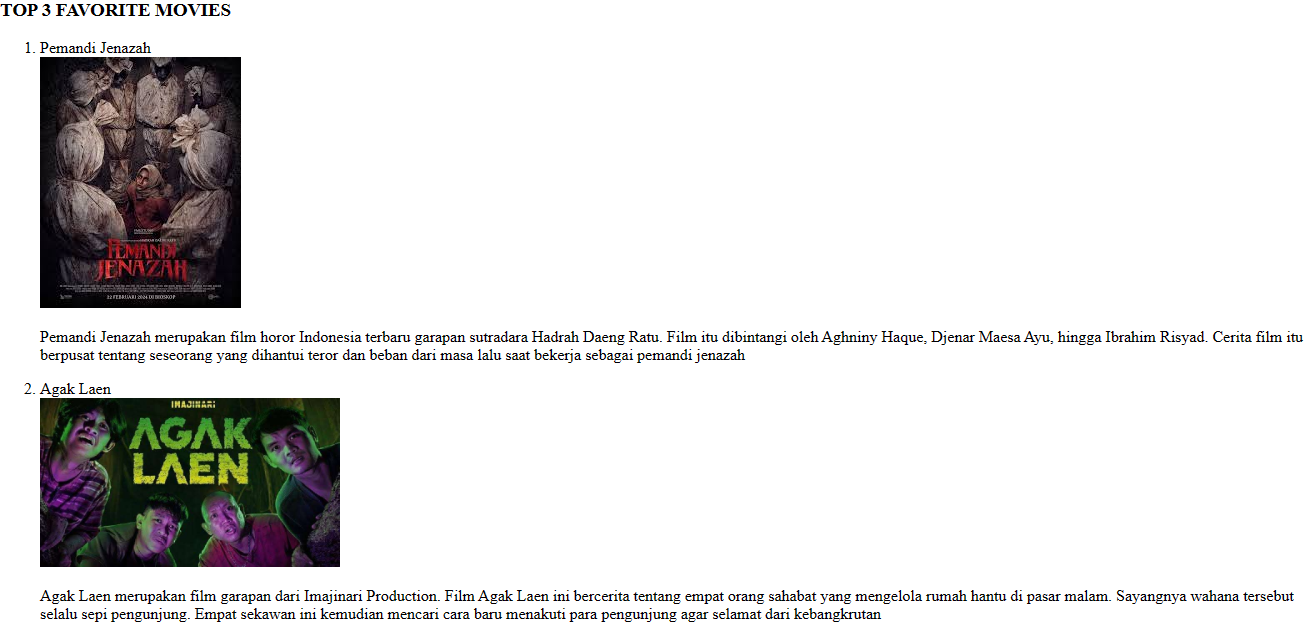 TOP 3 FAVORITE MOVIES
1. Pemandi Jenazah
PEMANDI
JENAZAH
22 FEBRUARI 2024 DI BIOSKOP
Pemandi Jenazah merupakan film horor Indonesia terbaru garapan sutradara Hadrah Daeng Ratu. Film itu dibintangi oleh Aghniny Haque, Djenar Maesa Ayu, hingga Ibrahim Risyad. Cerita film itu
berpusat tentang seseorang yang dihantui teror dan beban dari masa lalu saat bekerja sebagai pemandi jenazah
2. Agak Laen
IMAJINARI
AGAK
LAEN
Agak Laen merupakan film garapan dari Imajinari Production. Film Agak Laen ini bercerita tentang empat orang sahabat yang mengelola rumah hantu di pasar malam. Sayangnya wahana tersebut
selalu sepi pengunjung. Empat sekawan ini kemudian mencari cara baru menakuti para pengunjung agar selamat dari kebangkrutan